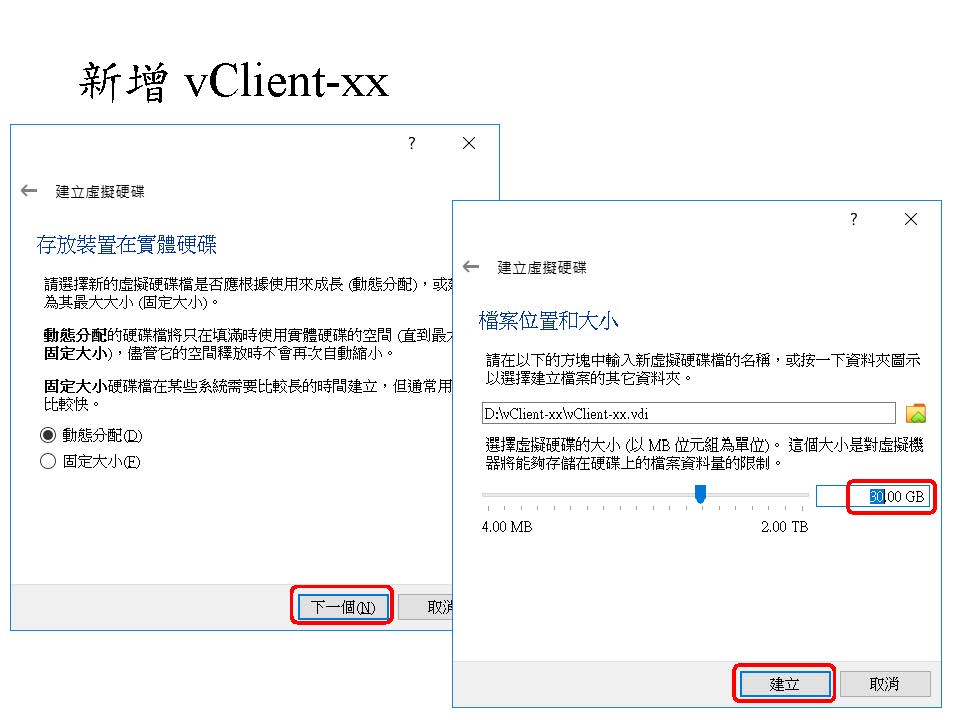 新增 vClient-xx
?
建立虛擬硬碟
存放裝置在實體硬碟
請選擇新的虛擬硬碟檔是否應根據使用來成長 (動態分配),或
為其最大大小 (固定大小)。
動態分配的硬碟檔將只在填滿時使用實體硬碟的空間 (直到最
固定大小),儘管它的空間釋放時不會再次自動縮小。
固定大小硬碟檔在某些系統需要比較長的時間建立,但通常用
比較快。
動態分配(D)
固定大小(F)
下一個(N)
取消
?
建立虛擬硬碟
檔案位置和大小
請在以下的方塊中輸入新虛擬硬碟檔的名稱,或按一下資料夾圖示
以選擇建立檔案的其它資料夾。
D:\vClient-xx\vClient-xx.vdi
選擇虛擬硬碟的大小 (以 MB 位元組為單位)。 這個大小是對虛擬機
器將能夠存儲在硬碟上的檔案資料量的限制。
30.00 GB
4.00 MB 2.00 TB
建立
取消